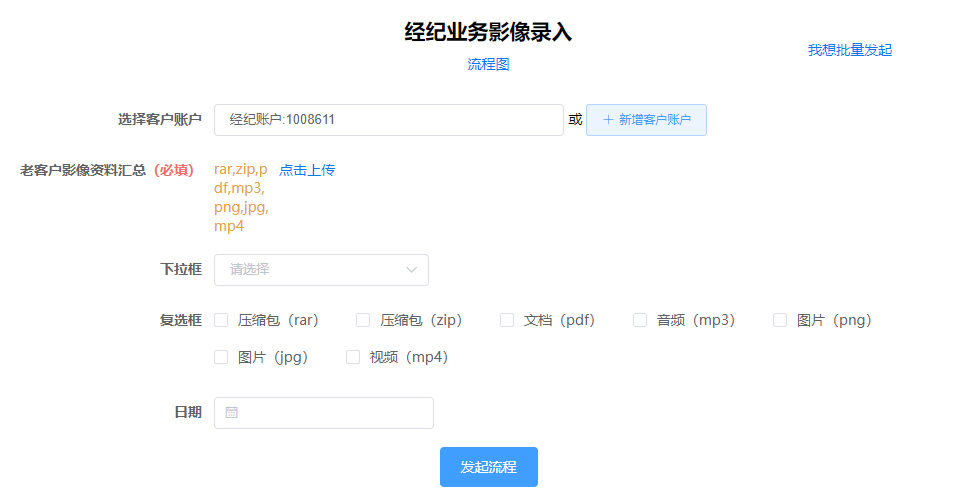 经纪业务影像录入
流程图
我想批量发起
选择客户账户 经纪账户:1008611 或 ＋ 新增客户账户
老客户影像资料汇总（必填） rar,zip,p 点击上传
df,mp3,
png,jpg,
mp4
下拉框 请选择
复选框 压缩包（rar） 压缩包（zip） 文档（pdf） 音频（mp3） 图片（png）
图片（jpg） 视频（mp4）
日期
发起流程